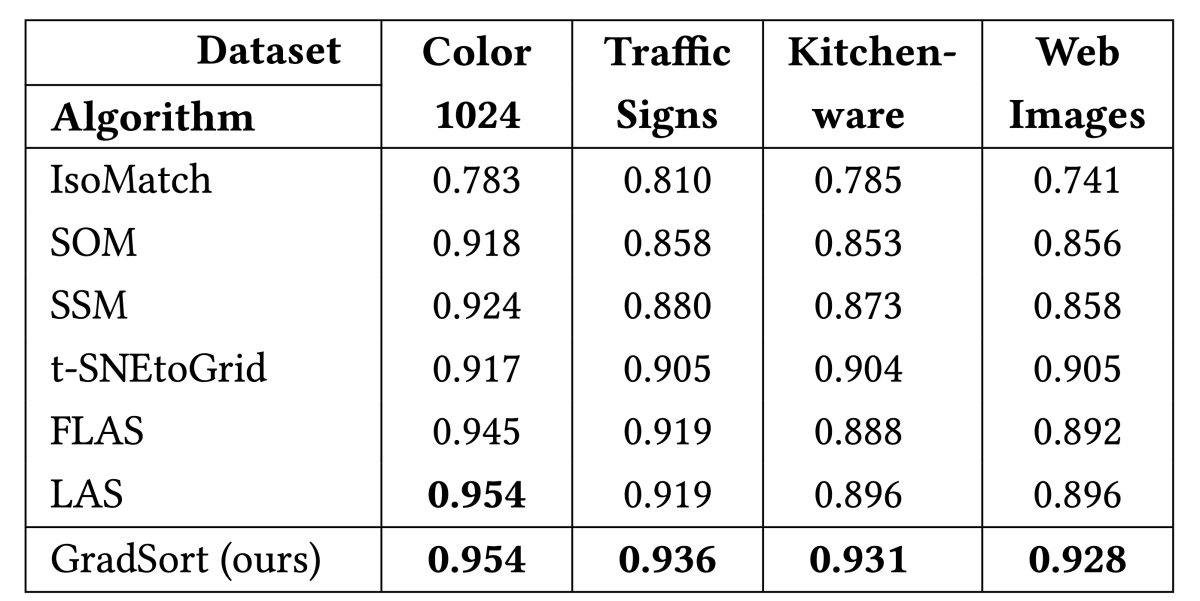 Dataset Color Traffic Kitchen- Web
Algorithm 1024 Signs ware Images
IsoMatch 0.783 0.810 0.785 0.741
SOM 0.918 0.858 0.853 0.856
SSM 0.924 0.880 0.873 0.858
t-SNEtoGrid 0.917 0.905 0.904 0.905
FLAS 0.945 0.919 0.888 0.892
LAS 0.954 0.919 0.896 0.896
GradSort (ours) 0.954 0.936 0.931 0.928